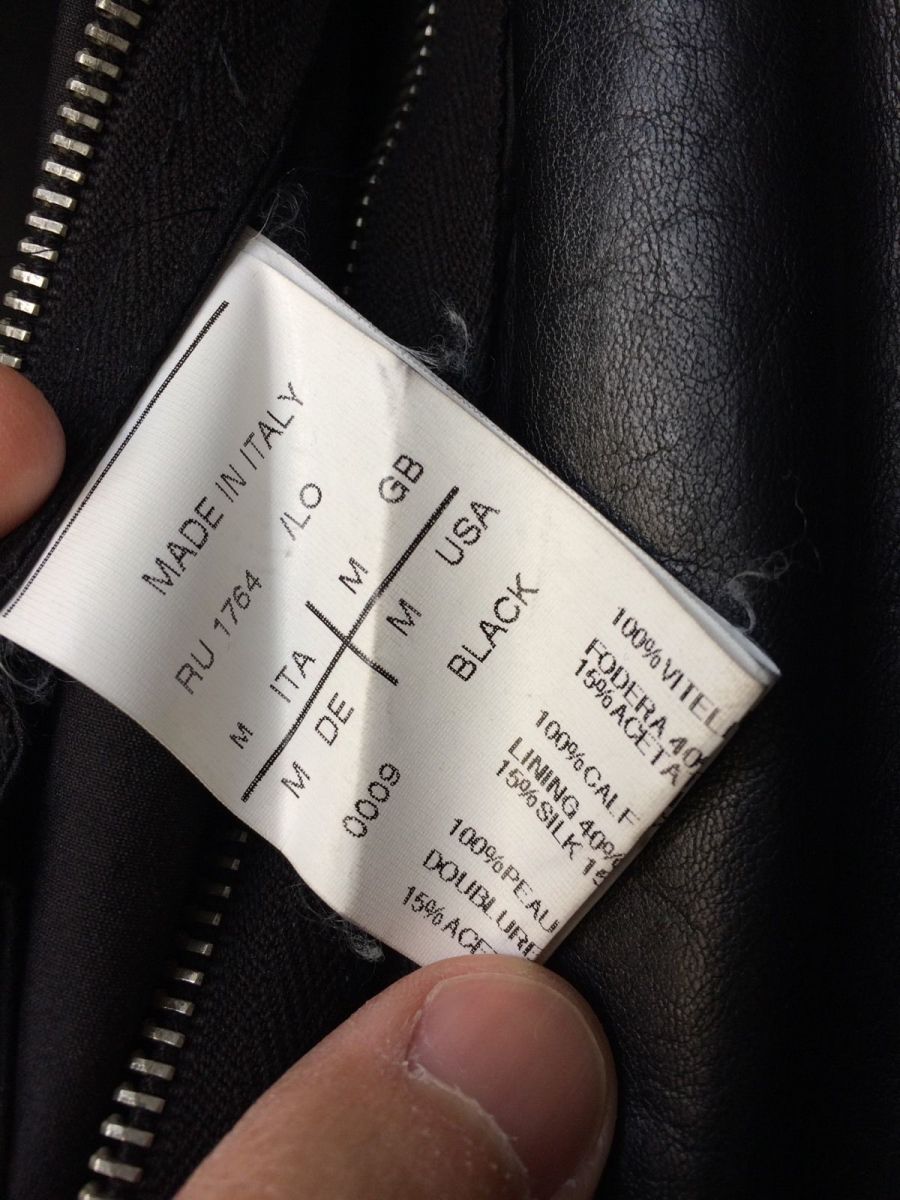 MADE IN ITALY
RU 1764 /LO
M ITA M GB
M DE M USA
0009 BLACK
100% VITEL
FODERA 40%
15% ACETA
100% CALF
LINING 40%
15% SILK 15
100% PEAU
DOUBLURE
15% ACE